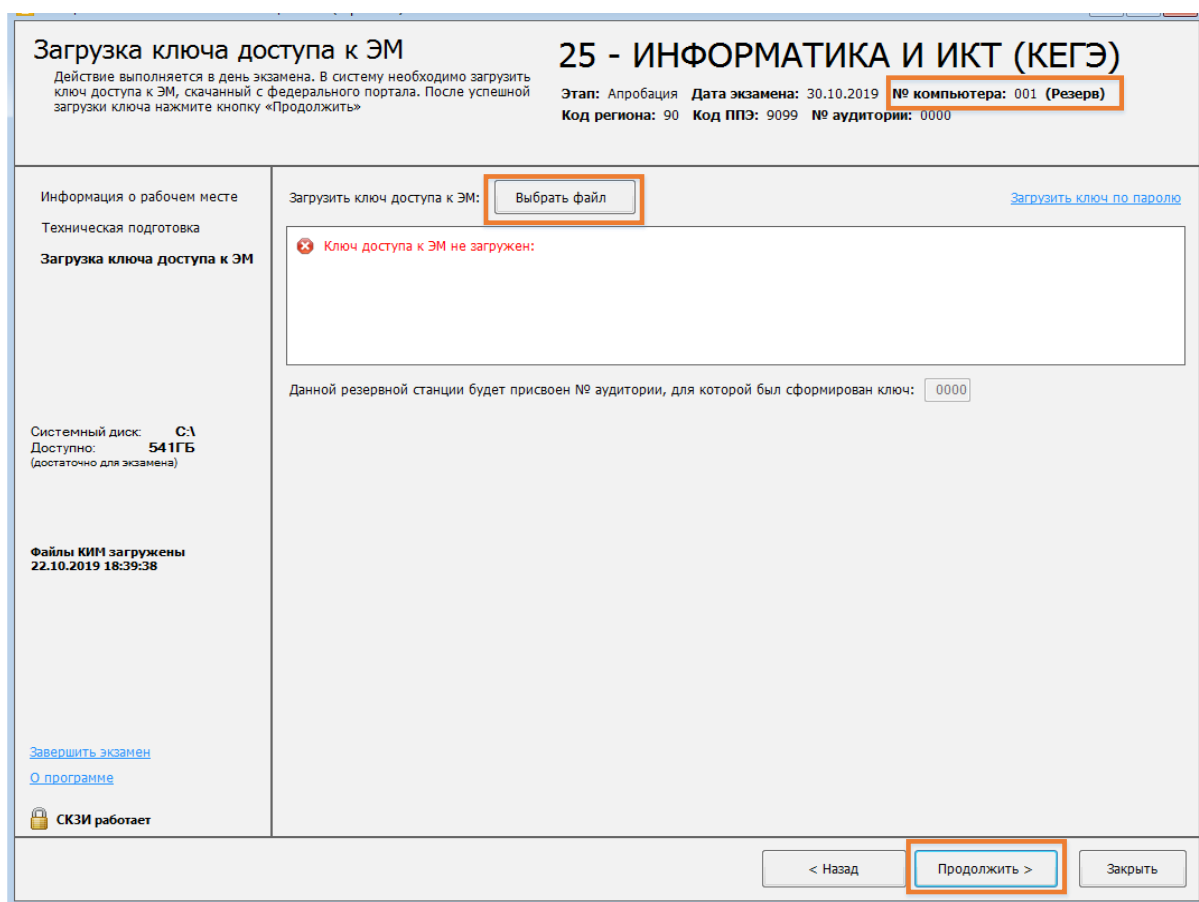 Загрузка ключа доступа к ЭМ
Действие выполняется в день экзамена. В систему необходимо загрузить
ключ доступа к ЭМ, скачанный с федерального портала. После успешной
загрузки ключа нажмите кнопку «Продолжить»
25 - ИНФОРМАТИКА И ИКТ (КЕГЭ)
Этап: Апробация Дата экзамена: 30.10.2019 № компьютера: 001 (Резерв)
Код региона: 90 Код ППЭ: 9099 № аудитории: 0000
Информация о рабочем месте
Техническая подготовка
Загрузка ключа доступа к ЭМ
Системный диск: C:\
Доступно: 541ГБ
(достаточно для экзамена)
Файлы КИМ загружены
22.10.2019 18:39:38
Завершить экзамен
О программе
СКЗИ работает
Загрузить ключ доступа к ЭМ: Выбрать файл Загрузить ключ по паролю
Ключ доступа к ЭМ не загружен:
Данной резервной станции будет присвоен № аудитории, для которой был сформирован ключ: 0000
< Назад Продолжить > Закрыть